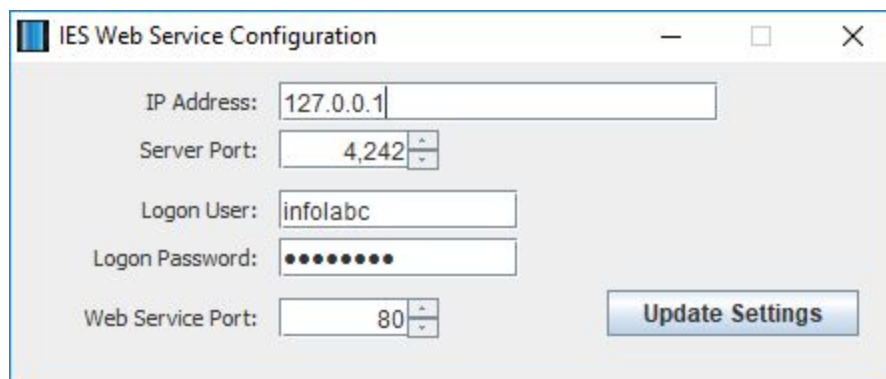 IES Web Service Configuration
IP Address: 127.0.0.1
Server Port: 4,242
Logon User: infolabc
Logon Password: ●●●●●●●●
Web Service Port: 80
Update Settings